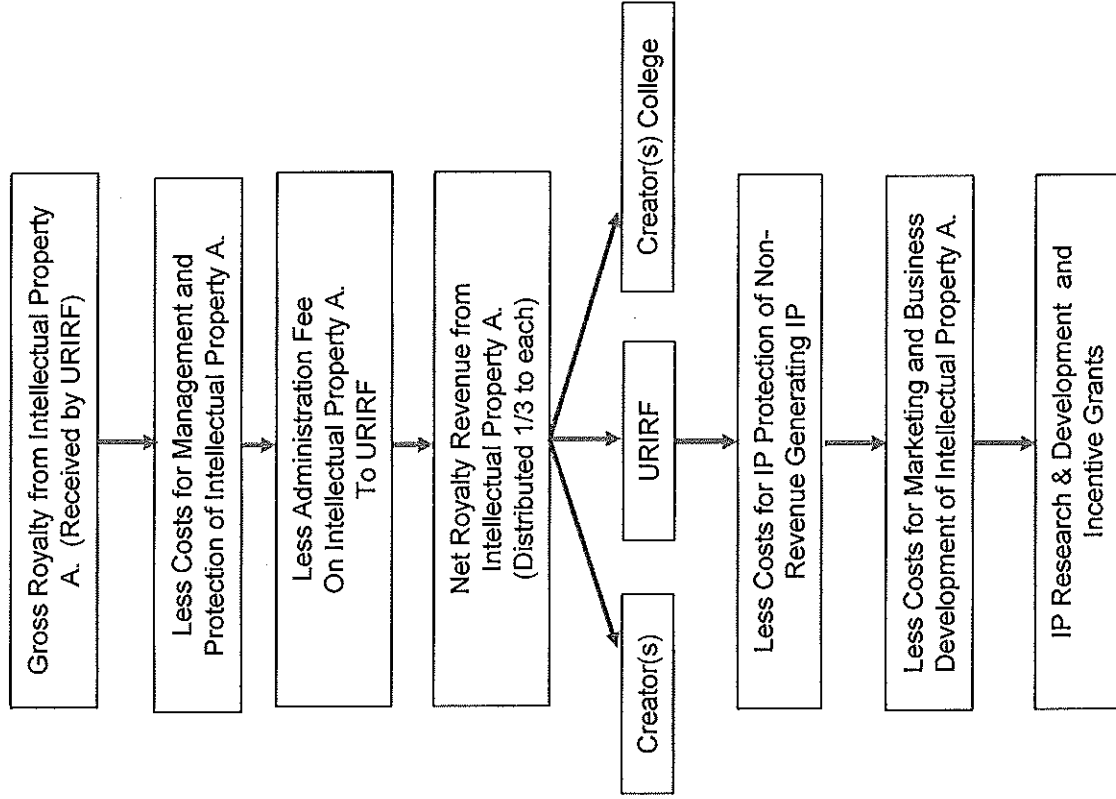 Gross Royalty from Intellectual Property
A. (Received by URIRF)
Less Costs for Management and
Protection of Intellectual Property A.
Less Administration Fee
On Intellectual Property A.
To URIRF
Net Royalty Revenue from
Intellectual Property A.
(Distributed 1/3 to each)
Creator(s)
URIRF
Creator(s) College
Less Costs for IP Protection of Non-
Revenue Generating IP
Less Costs for Marketing and Business
Development of Intellectual Property A.
IP Research & Development and
Incentive Grants